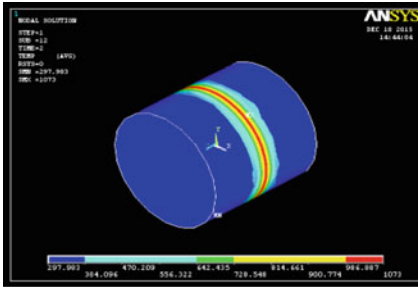 1
NODAL SOLUTION
STEP=1
SUB =12
TIME=2
TEMP (AVG)
RSYS=0
SMN =297.983
SMX =1073
ANSYS
DEC 18 2015
14:44:04
Y
X
MN
297.983 470.209 642.435 814.661 986.887
384.096 556.322 728.548 900.774 1073